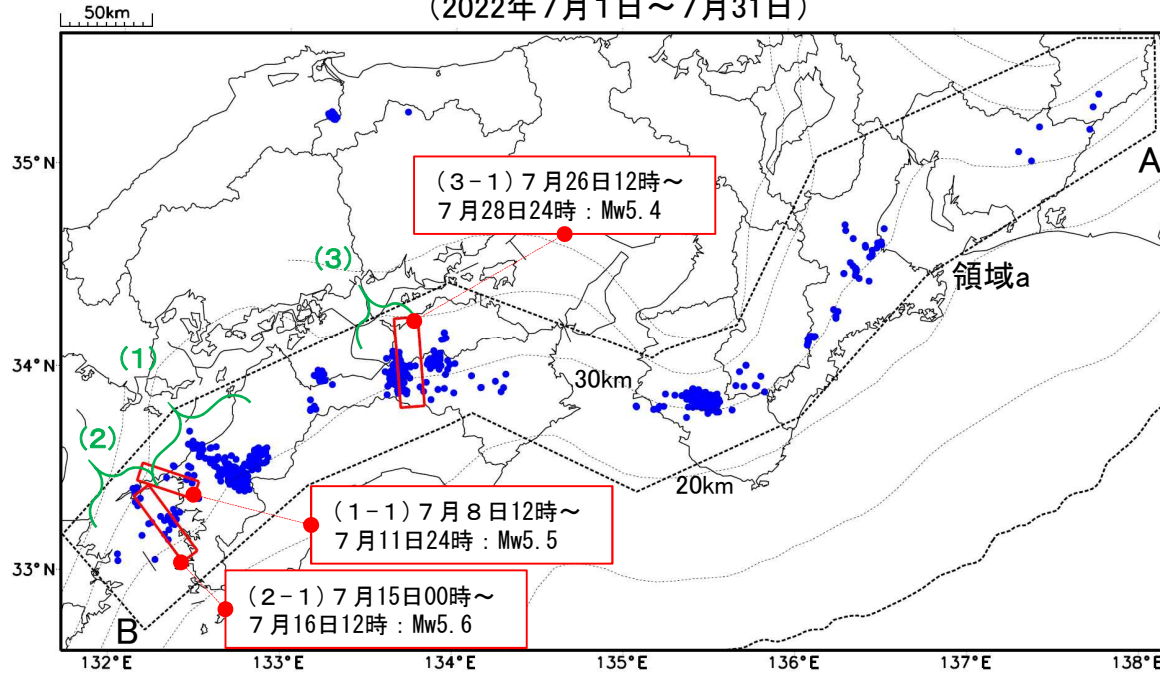 (2022年7月1日～7月31日)
50km
35°N
34°N
33°N
132°E
133°E
134°E
135°E
136°E
137°E
138°E
A
領域a
(3-1)7月26日12時～
7月28日24時：Mw5.4
(3)
(1)
(2)
30km
20km
(1-1)7月8日12時～
7月11日24時：Mw5.5
(2-1)7月15日00時～
7月16日12時：Mw5.6
B